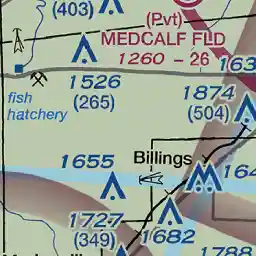 (403)
(Pvt)
MEDCALF FLD
1260 - 26
1526
(265)
fish
hatchery
1874
(504)
1655
Billings
1727
(349)
1682
1788